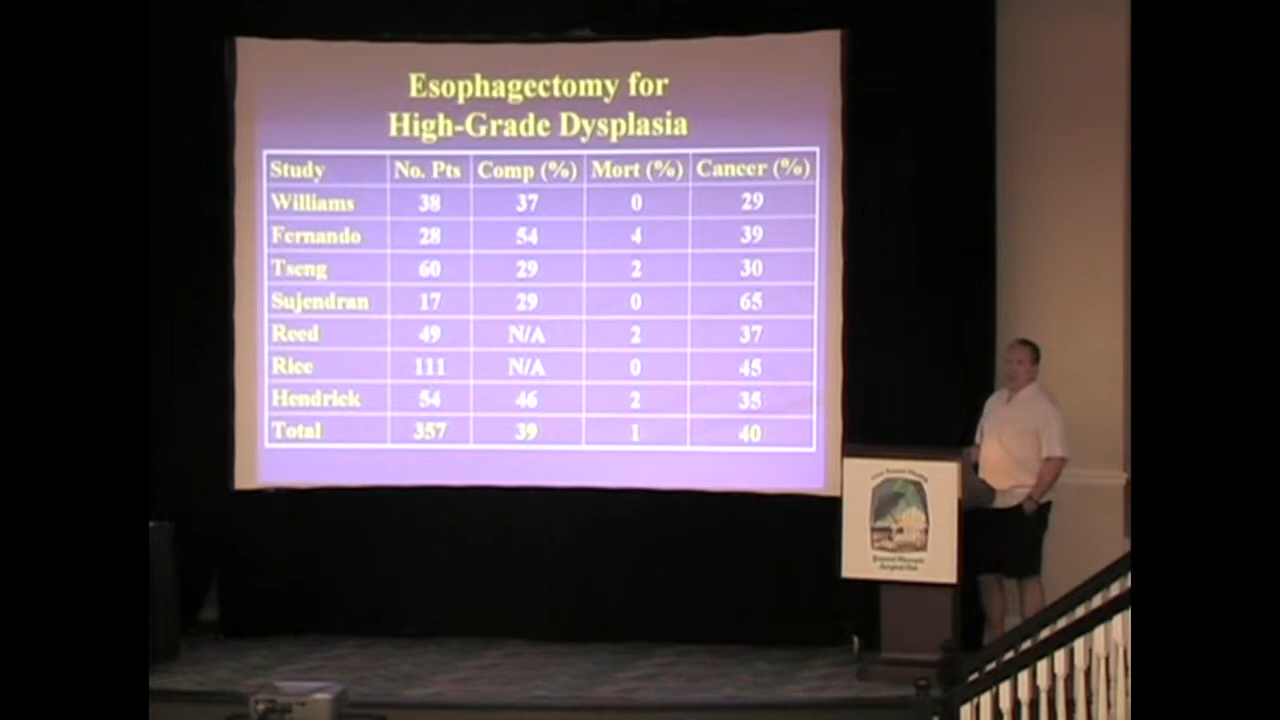 Esophagectomy for
High-Grade Dysplasia
Study No. Pts Comp (%) Mort (%) Cancer (%)
Williams 38 37 0 29
Fernando 28 54 4 39
Tseng 60 29 2 30
Sujendran 17 29 0 65
Reed 49 N/A 2 37
Rice 111 N/A 0 45
Hendrick 54 46 2 35
Total 357 39 1 40